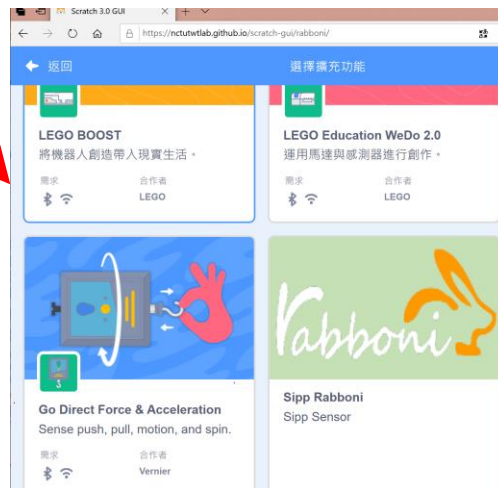 Scratch 3.0 GUI
https://nctutwtlab.github.io/scratch-gui/rabboni/
返回
選擇擴充功能
LEGO BOOST
將機器人創造帶入現實生活。
需求
合作者
LEGO
LEGO Education WeDo 2.0
運用馬達與感測器進行創作。
需求
合作者
LEGO
Go Direct Force & Acceleration
Sense push, pull, motion, and spin.
需求
合作者
Vernier
rabboni
Sipp Rabboni
Sipp Sensor